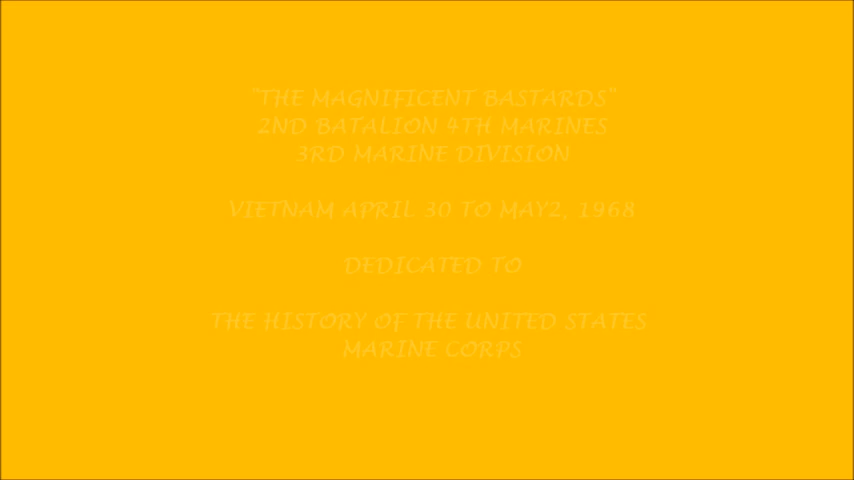 "THE MAGNIFICENT BASTARDS"
2ND BATALION 4TH MARINES
3RD MARINE DIVISION
VIETNAM APRIL 30 TO MAY2, 1968
DEDICATED TO
THE HISTORY OF THE UNITED STATES
MARINE CORPS